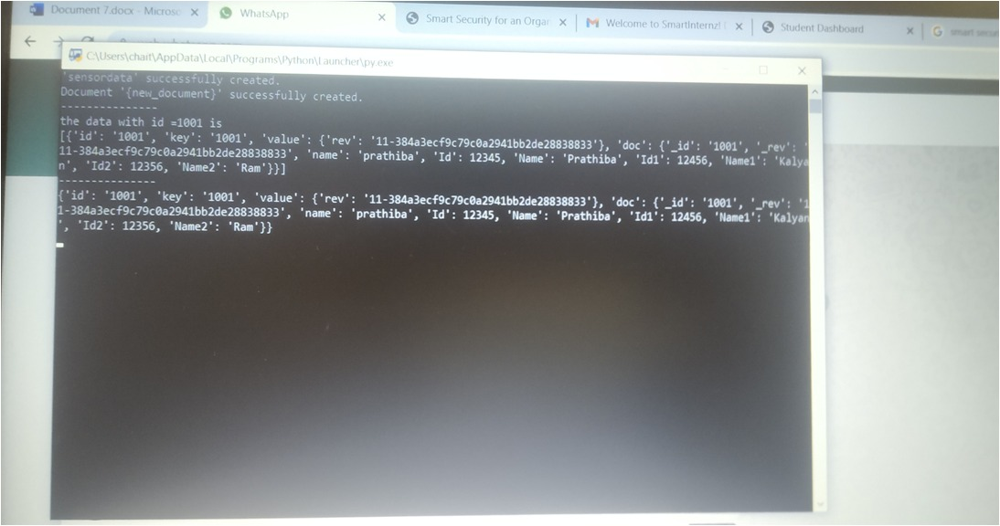 Document 7.docx - Microso
WhatsApp
Smart Security for an Organ
Welcome to SmartInternz!
Student Dashboard
smart secur
C:\Users\chait\AppData\Local\Programs\Python\Launcher\py.exe
'sensordata' successfully created.
Document '{new_document}' successfully created.
---------------
the data with id =1001 is
[{'id': '1001', 'key': '1001', 'value': {'rev': '11-384a3ecf9c79c0a2941bb2de28838833'}, 'doc': {'_id': '1001', '_rev': '
11-384a3ecf9c79c0a2941bb2de28838833', 'name': 'prathiba', 'Id': 12345, 'Name': 'Prathiba', 'Id1': 12456, 'Name1': 'Kalya
n', 'Id2': 12356, 'Name2': 'Ram'}}]
---------------
{'id': '1001', 'key': '1001', 'value': {'rev': '11-384a3ecf9c79c0a2941bb2de28838833'}, 'doc': {'_id': '1001', '_rev': '1
1-384a3ecf9c79c0a2941bb2de28838833', 'name': 'prathiba', 'Id': 12345, 'Name': 'Prathiba', 'Id1': 12456, 'Name1': 'Kalyan
', 'Id2': 12356, 'Name2': 'Ram'}}